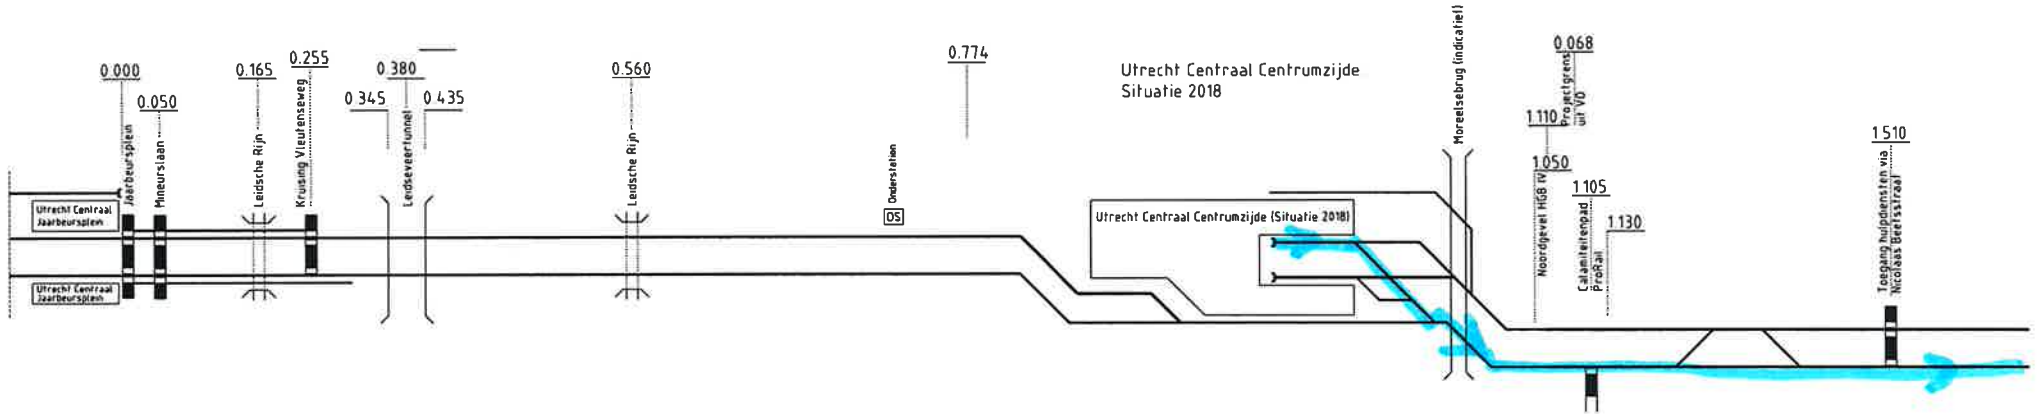 0.000
0.050
0.165
0.255
0.345
0.380
0.435
0.560
0.774
Utrecht Centraal Centrumzijde
Situatie 2018
0.068
1.110
1.050
1.105
1.130
1.510
Jaarbeursplein
Mineurslaan
Leidsche Rijn
Kruising Vleutenseweg
Leidseveertunnel
Leidsche Rijn
Onderstation
OS
Moreelsebrug (indicatief)
Projectgrens
uit VO
Noordgevel HGB IV
Calamiteitenpad
ProRail
Toegang hulpdiensten via
Nicolaas Beetsstraat
Utrecht Centraal
Jaarbeursplein
Utrecht Centraal
Jaarbeursplein
Utrecht Centraal Centrumzijde (Situatie 2018)